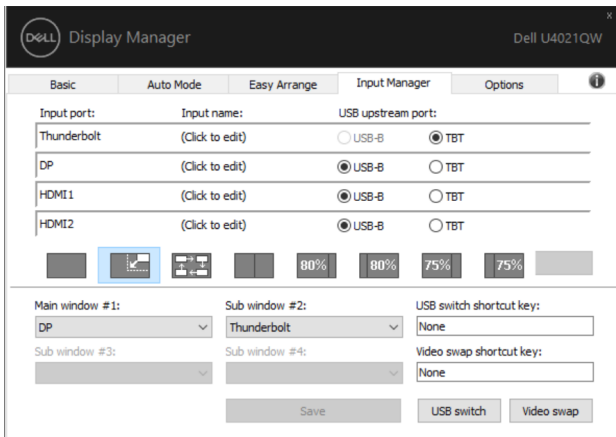 x
DELL Display Manager Dell U4021QW
Basic Auto Mode Easy Arrange Input Manager Options i
Input port: Input name: USB upstream port:
Thunderbolt (Click to edit) USB-B TBT
DP (Click to edit) USB-B TBT
HDMI1 (Click to edit) USB-B TBT
HDMI2 (Click to edit) USB-B TBT
80% 80% 75% 75%
Main window #1: Sub window #2: USB switch shortcut key:
DP Thunderbolt None
Sub window #3: Sub window #4: Video swap shortcut key:
None
Save USB switch Video swap